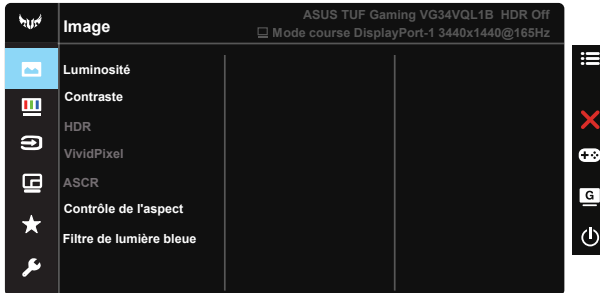 Image
ASUS TUF Gaming VG34VQL1B HDR Off
Mode course DisplayPort-1 3440x1440@165Hz
Luminosité
Contraste
HDR
VividPixel
ASCR
Contrôle de l'aspect
Filtre de lumière bleue
G